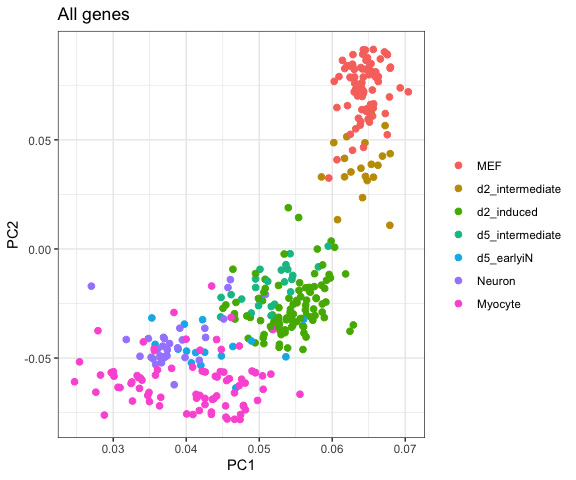 All genes
PC2
0.05
0.00
-0.05
0.03
0.04
0.05
0.06
0.07
PC1
MEF
d2_intermediate
d2_induced
d5_intermediate
d5_earlyiN
Neuron
Myocyte